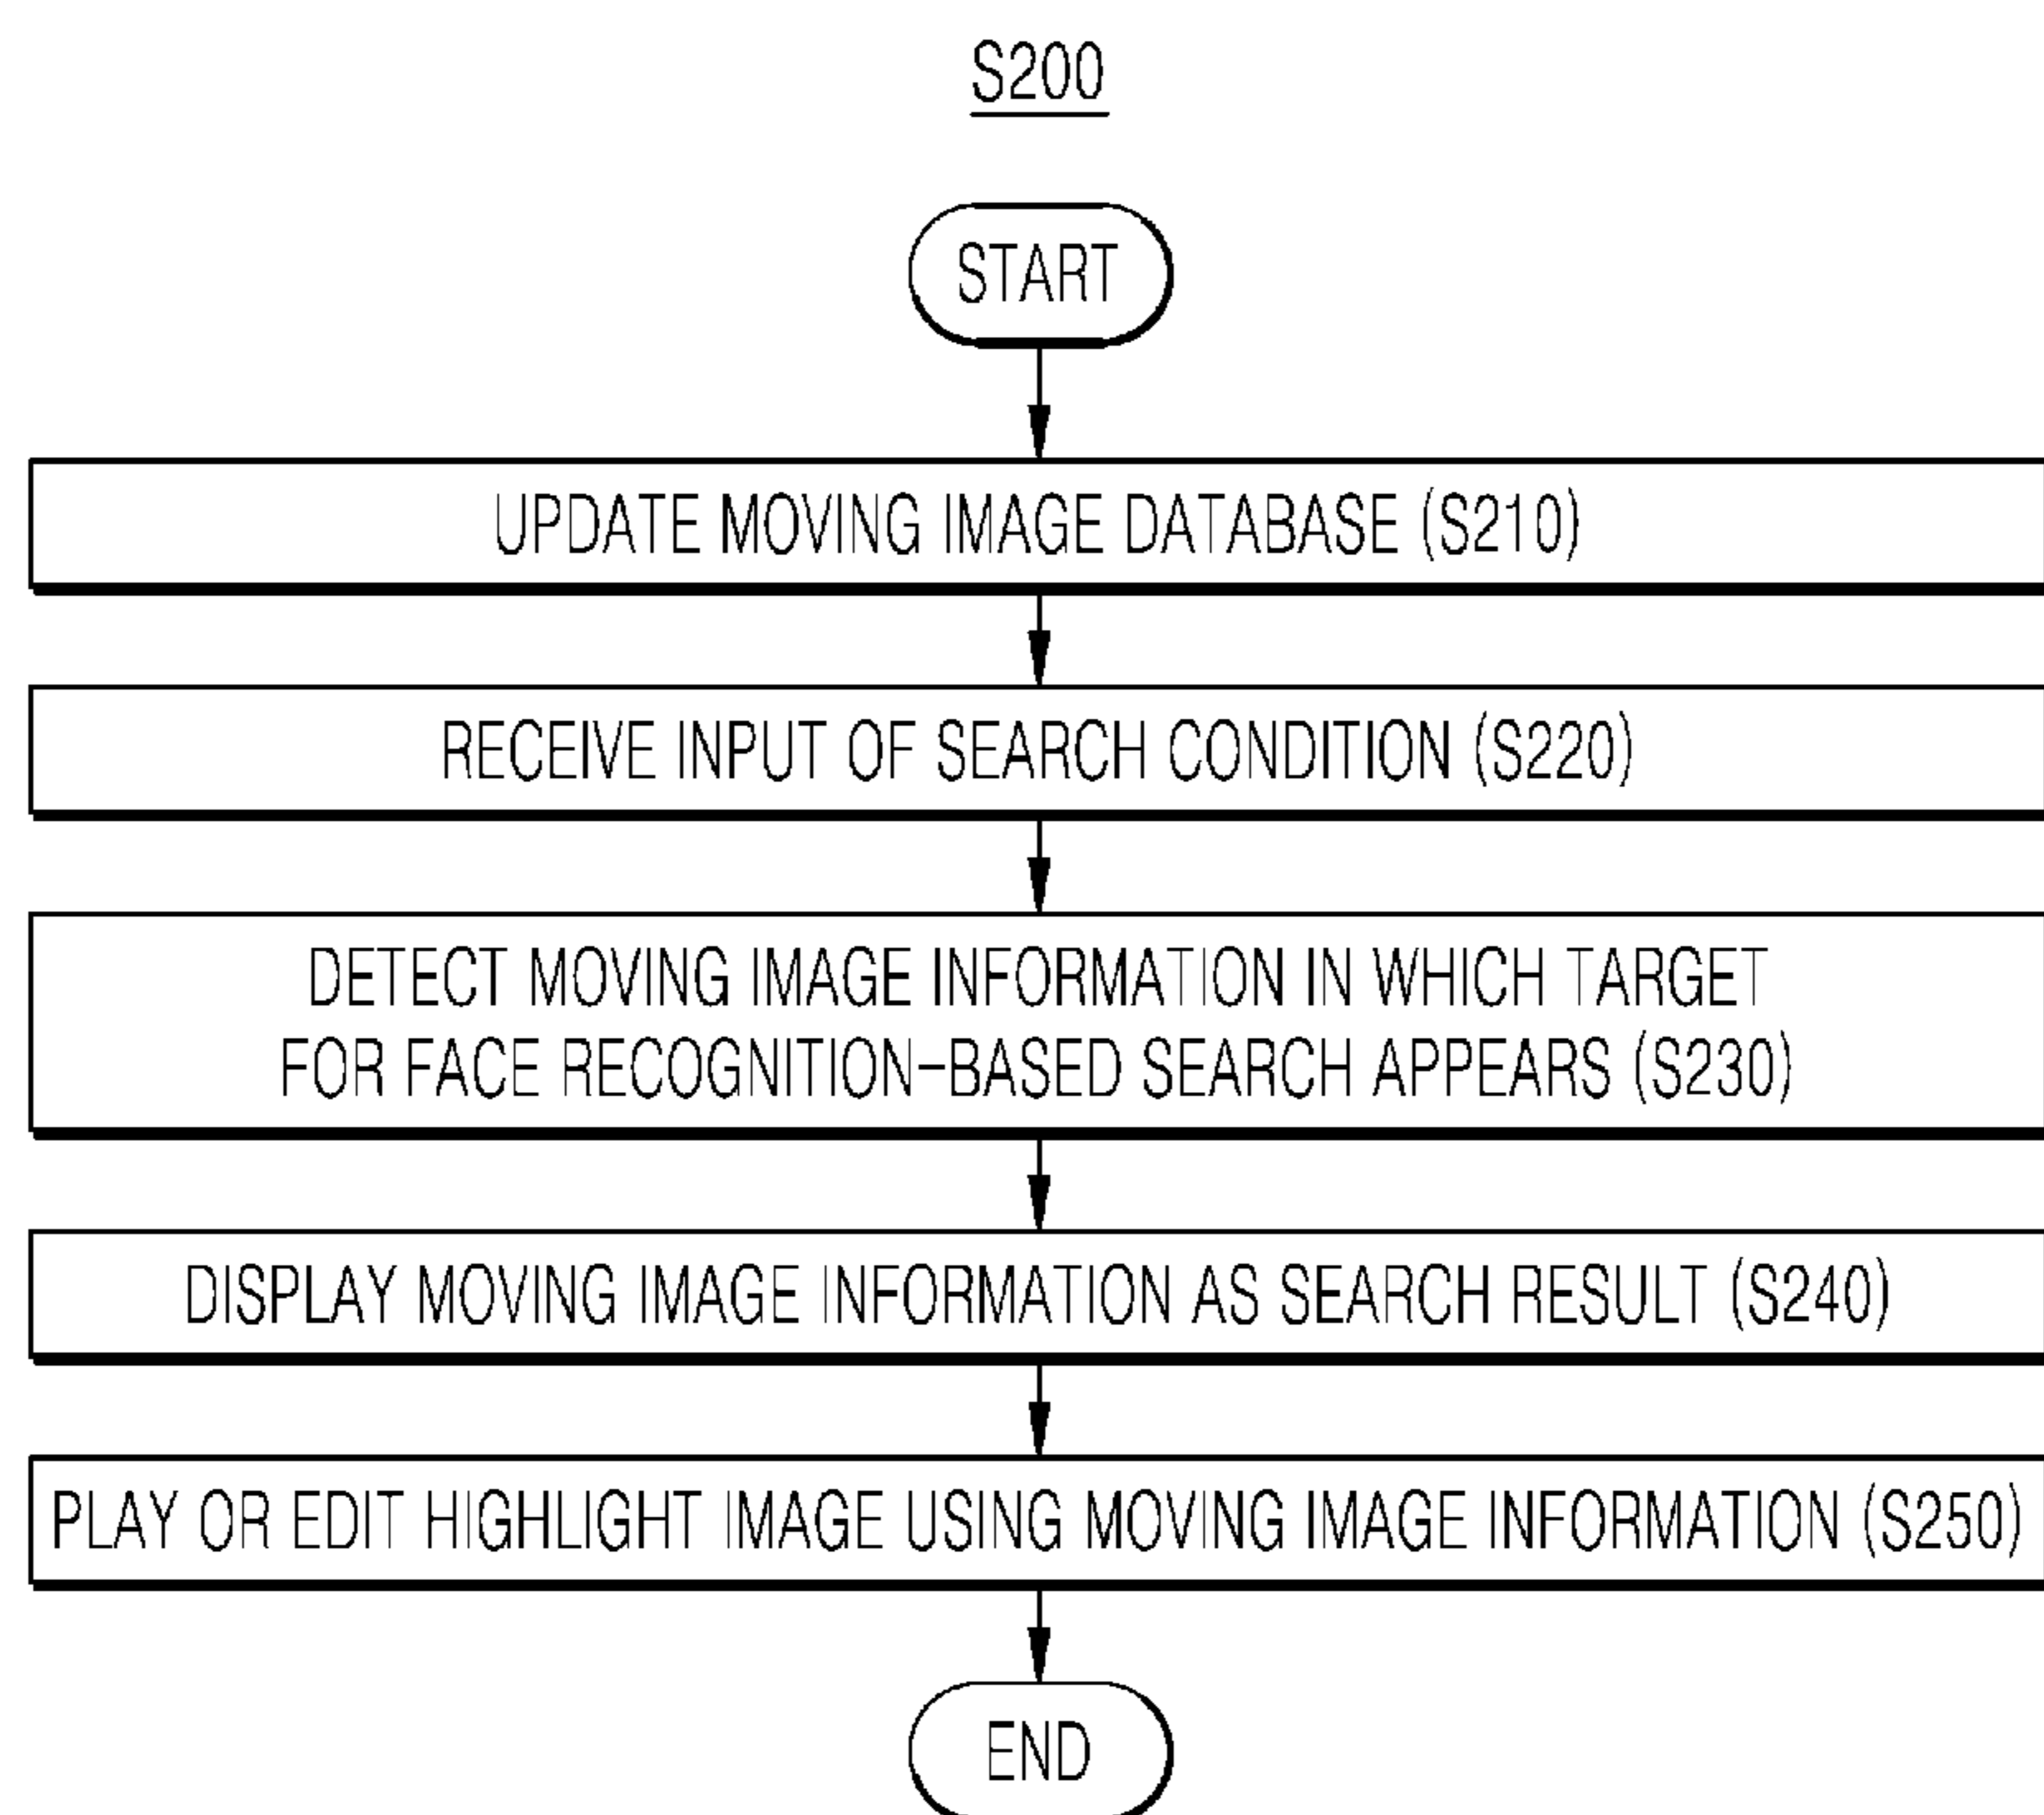 S200
START
UPDATE MOVING IMAGE DATABASE (S210)
RECEIVE INPUT OF SEARCH CONDITION (S220)
DETECT MOVING IMAGE INFORMATION IN WHICH TARGET
FOR FACE RECOGNITION-BASED SEARCH APPEARS (S230)
DISPLAY MOVING IMAGE INFORMATION AS SEARCH RESULT (S240)
PLAY OR EDIT HIGHLIGHT IMAGE USING MOVING IMAGE INFORMATION (S250)
END